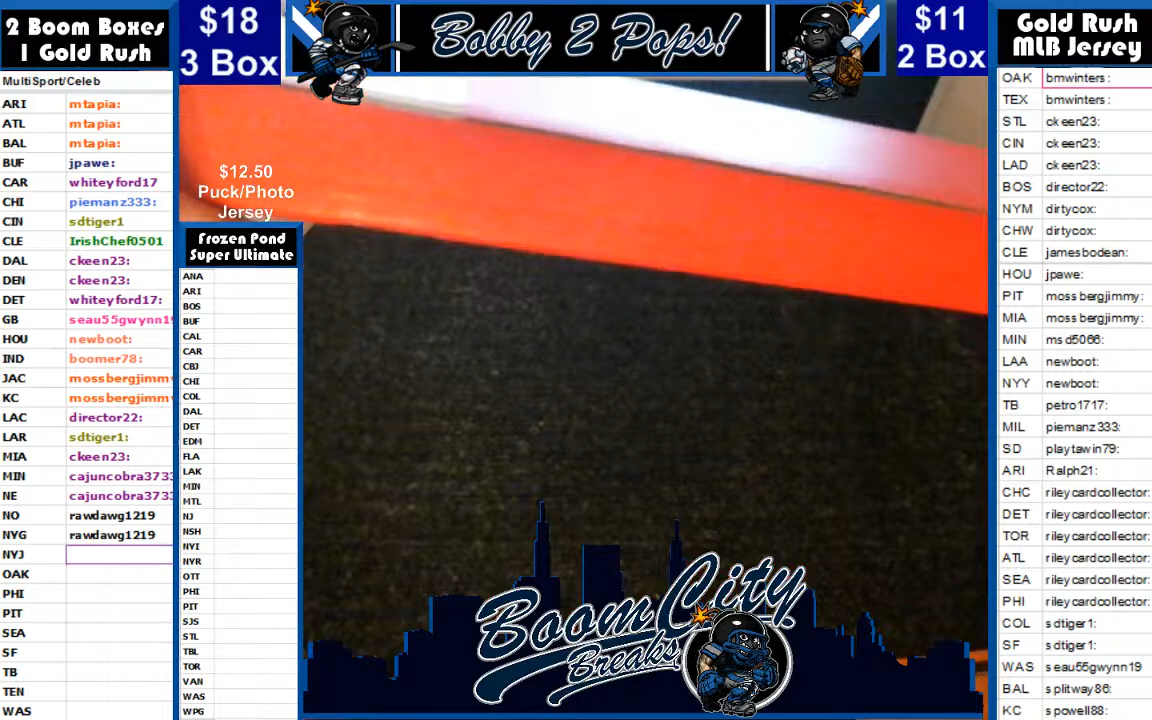 2 Boom Boxes
1 Gold Rush
MultiSport/Celeb
ARI mtapia:
ATL mtapia:
BAL mtapia:
BUF jpawe:
CAR whiteyford17
CHI piemanz333:
CIN sdtiger1
CLE IrishChef0501
DAL ckeen23:
DEN ckeen23:
DET whiteyford17:
GB seau55gwynn19
HOU newboot:
IND boomer78:
JAC mossbergjimmy
KC mossbergjimmy
LAC director22:
LAR sdtiger1:
MIA ckeen23:
MIN cajuncobra373
NE cajuncobra373
NO rawdawg1219
NYG rawdawg1219
NYJ
OAK
PHI
PIT
SEA
SF
TB
TEN
WAS
$18
3 Box
Bobby 2 Pops!
$11
2 Box
$12.50
Puck/Photo
Jersey
Frozen Pond
Super Ultimate
ANA
ARI
BOS
BUF
CAL
CAR
CBJ
CHI
COL
DAL
DET
EDM
FLA
LAK
MIN
MTL
NJ
NSH
NYI
NYR
OTT
PHI
PIT
SJS
STL
TBL
TOR
VAN
WAS
WPG
Boom City
Breaks
Gold Rush
MLB Jersey
OAK bmwinters:
TEX bmwinters:
STL ckeen23:
CIN ckeen23:
LAD ckeen23:
BOS director22:
NYM dirtycox:
CHW dirtycox:
CLE jamesbodean:
HOU jpawe:
PIT mossbergjimmy:
MIA mossbergjimmy:
MIN msd5066:
LAA newboot:
NYY newboot:
TB petro1717:
MIL piemanz333:
SD playtawin79:
ARI Ralph21:
CHC rileycardcollector:
DET rileycardcollector:
TOR rileycardcollector:
ATL rileycardcollector:
SEA rileycardcollector:
PHI rileycardcollector:
COL sdtiger1:
SF sdtiger1:
WAS seau55gwynn19
BAL splitway86:
KC spowell88: